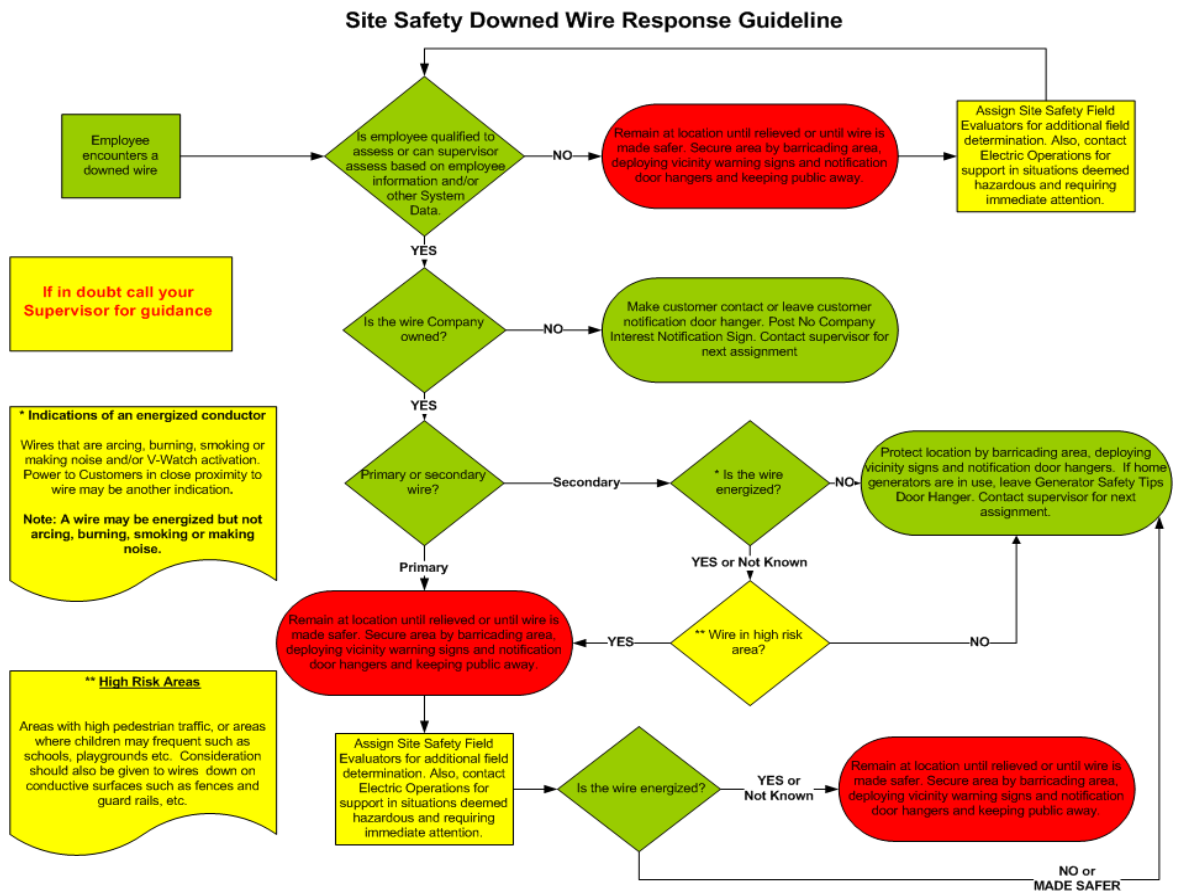 Site Safety Downed Wire Response Guideline
Employee
encounters a
downed wire
Is employee qualified to
assess or can supervisor
assess based on employee
information and/or
other System
Data.
NO
Remain at location until relieved or until wire is
made safer. Secure area by barricading area,
deploying vicinity warning signs and notification
door hangers and keeping public away.
Assign Site Safety Field
Evaluators for additional field
determination. Also, contact
Electric Operations for
support in situations deemed
hazardous and requiring
immediate attention.
YES
If in doubt call your
Supervisor for guidance
Is the wire Company
owned?
NO
Make customer contact or leave customer
notification door hanger. Post No Company
Interest Notification Sign. Contact supervisor for
next assignment
YES
* Indications of an energized conductor
Wires that are arcing, burning, smoking or
making noise and/or V-Watch activation.
Power to Customers in close proximity to
wire may be another indication.
Note: A wire may be energized but not
arcing, burning, smoking or making
noise.
Primary or secondary
wire?
Secondary
* Is the wire
energized?
NO
Protect location by barricading area, deploying
vicinity signs and notification door hangers. If home
generators are in use, leave Generator Safety Tips
Door Hanger. Contact supervisor for next
assignment.
Primary
YES or Not Known
Remain at location until relieved or until wire is
made safer. Secure area by barricading area,
deploying vicinity warning signs and notification
door hangers and keeping public away.
YES
** Wire in high risk
area?
NO
** High Risk Areas
Areas with high pedestrian traffic, or areas
where children may frequent such as
schools, playgrounds etc. Consideration
should also be given to wires down on
conductive surfaces such as fences and
guard rails, etc.
Assign Site Safety Field
Evaluators for additional field
determination. Also, contact
Electric Operations for
support in situations deemed
hazardous and requiring
immediate attention.
Is the wire energized?
YES or
Not Known
Remain at location until relieved or until wire is
made safer. Secure area by barricading area,
deploying vicinity warning signs and notification
door hangers and keeping public away.
NO or
MADE SAFER